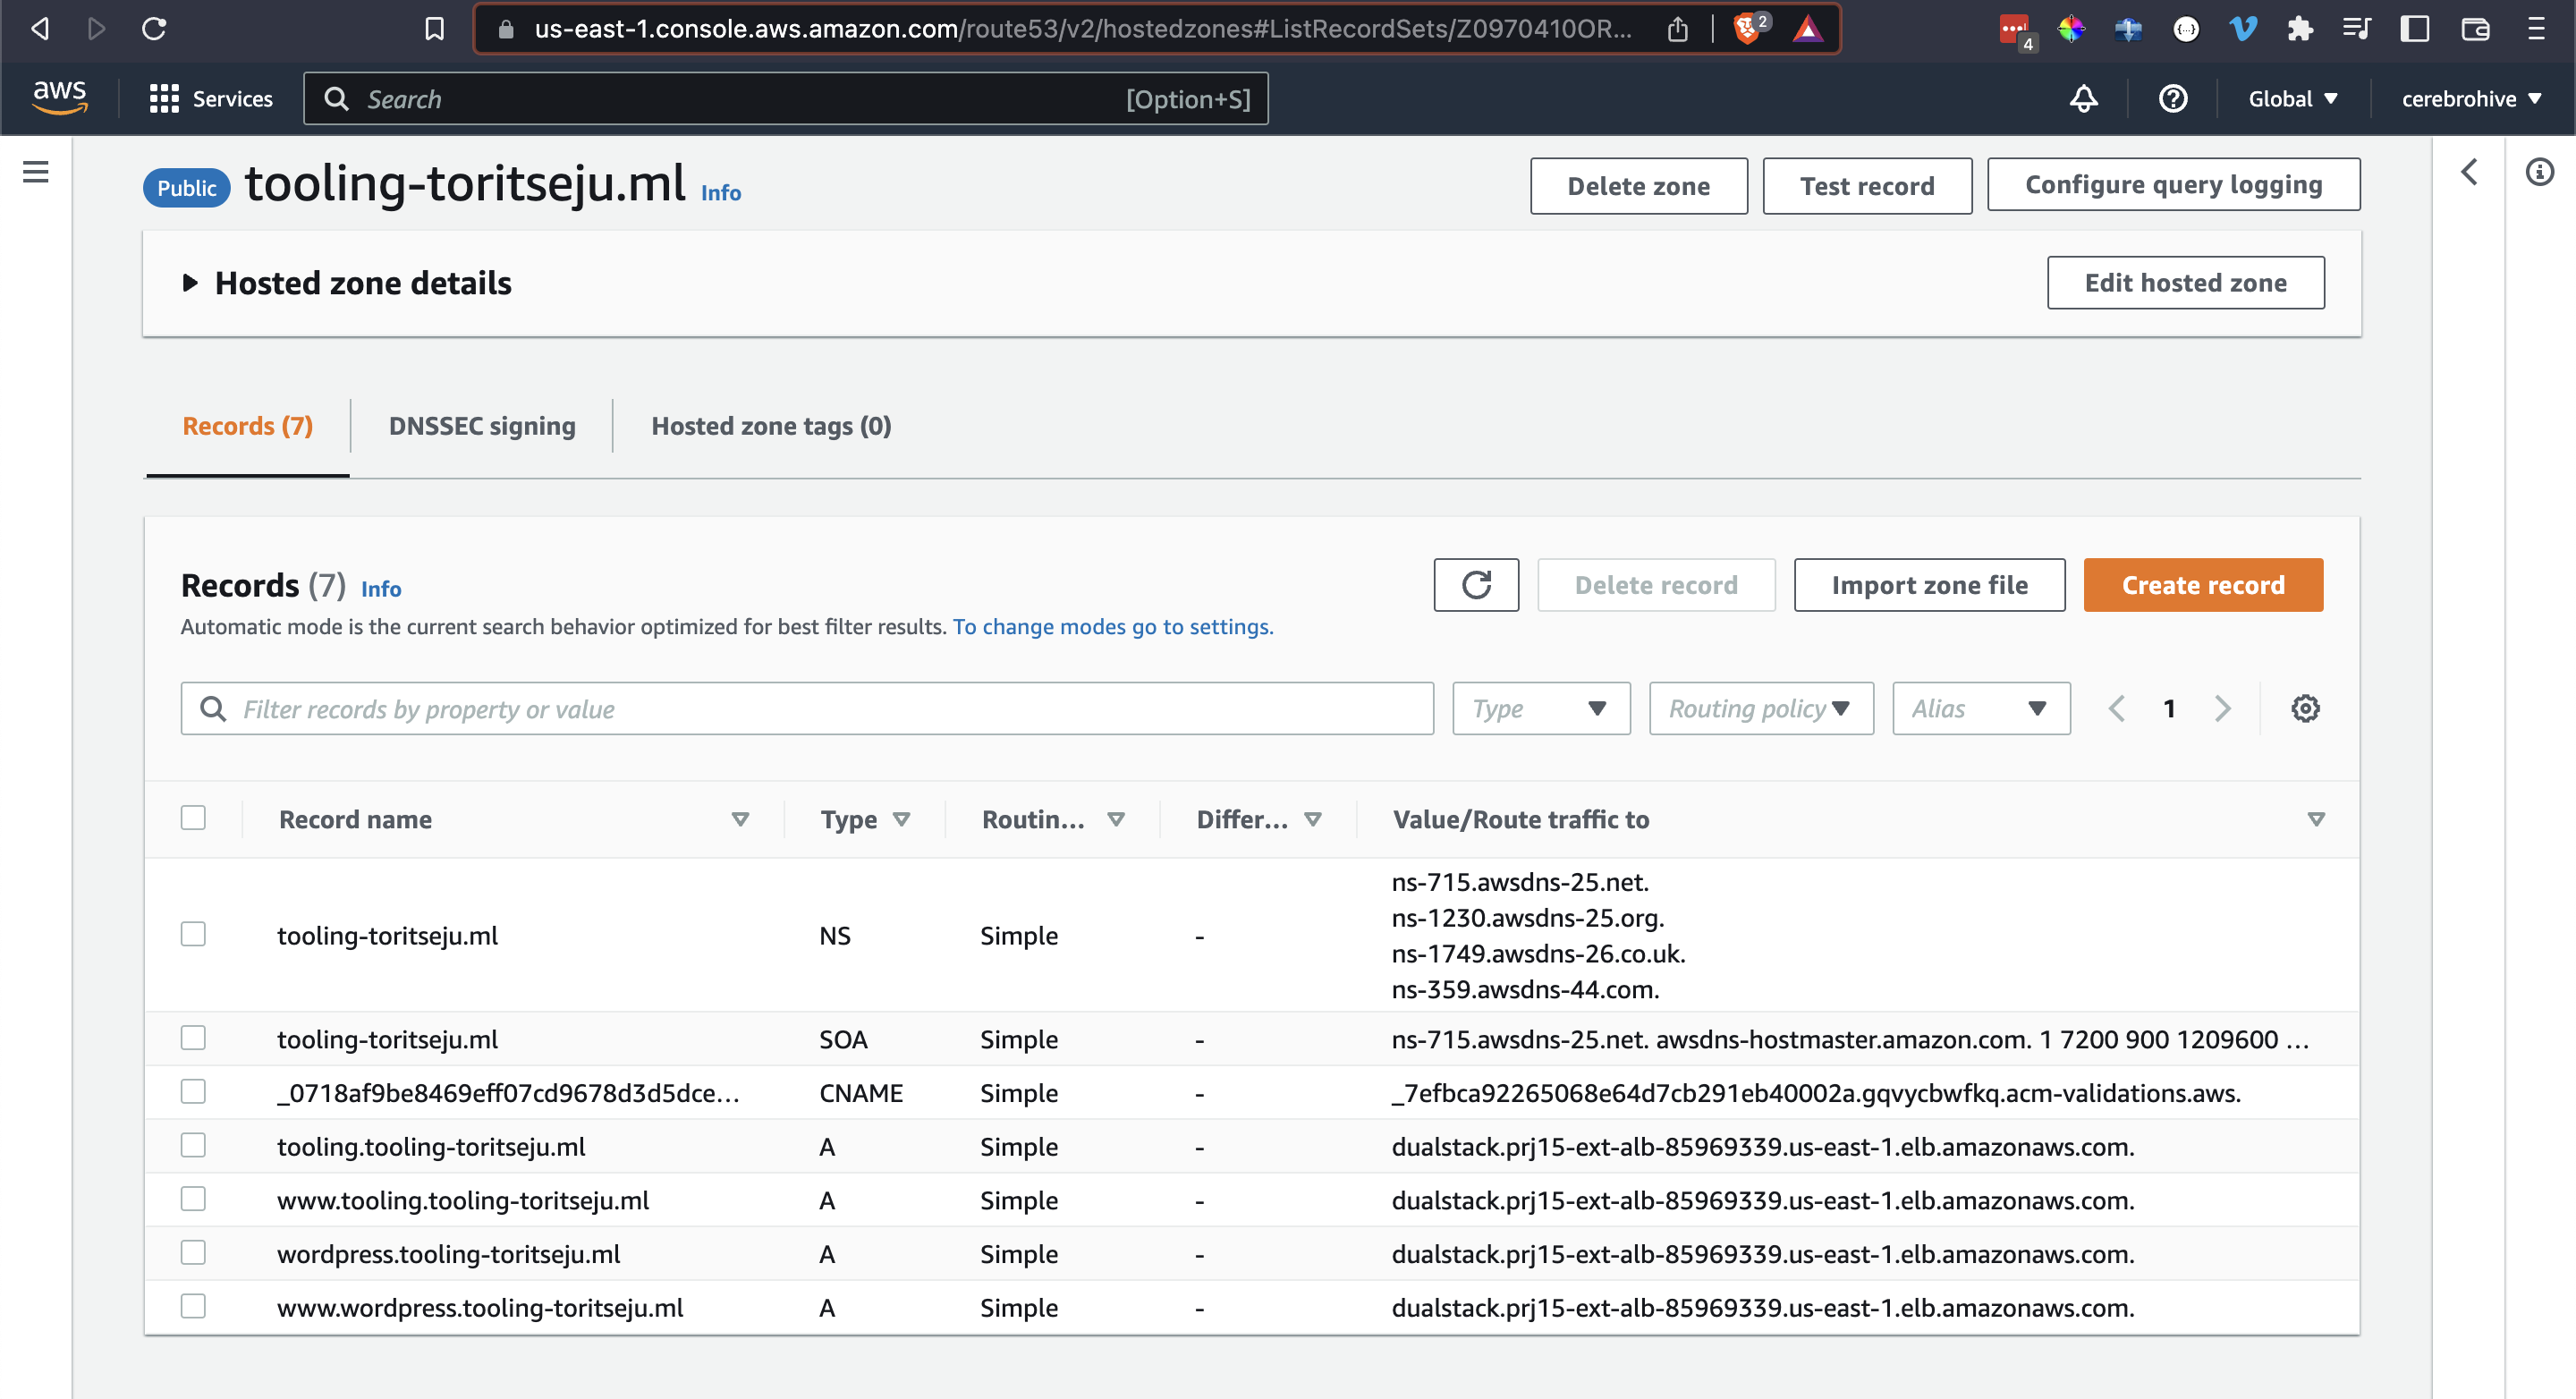 us-east-1.console.aws.amazon.com/route53/v2/hostedzones#ListRecordSets/Z0970410OR...
2
4
aws
Services
Search
[Option+S]
Global
cerebrohive
Public
tooling-toritseju.ml
Info
Delete zone
Test record
Configure query logging
Hosted zone details
Edit hosted zone
Records (7)
DNSSEC signing
Hosted zone tags (0)
Records (7)
Info
Delete record
Import zone file
Create record
Automatic mode is the current search behavior optimized for best filter results. To change modes go to settings.
Filter records by property or value
Type
Routing policy
Alias
1
Record name
Type
Routin...
Differ...
Value/Route traffic to
ns-715.awsdns-25.net.
ns-1230.awsdns-25.org.
tooling-toritseju.ml NS Simple -
ns-1749.awsdns-26.co.uk.
ns-359.awsdns-44.com.
tooling-toritseju.ml SOA Simple - ns-715.awsdns-25.net. awsdns-hostmaster.amazon.com. 1 7200 900 1209600 ...
_0718af9be8469eff07cd9678d3d5dce... CNAME Simple - _7efbca92265068e64d7cb291eb40002a.gqvycbwfkq.acm-validations.aws.
tooling.tooling-toritseju.ml A Simple - dualstack.prj15-ext-alb-85969339.us-east-1.elb.amazonaws.com.
www.tooling.tooling-toritseju.ml A Simple - dualstack.prj15-ext-alb-85969339.us-east-1.elb.amazonaws.com.
wordpress.tooling-toritseju.ml A Simple - dualstack.prj15-ext-alb-85969339.us-east-1.elb.amazonaws.com.
www.wordpress.tooling-toritseju.ml A Simple - dualstack.prj15-ext-alb-85969339.us-east-1.elb.amazonaws.com.